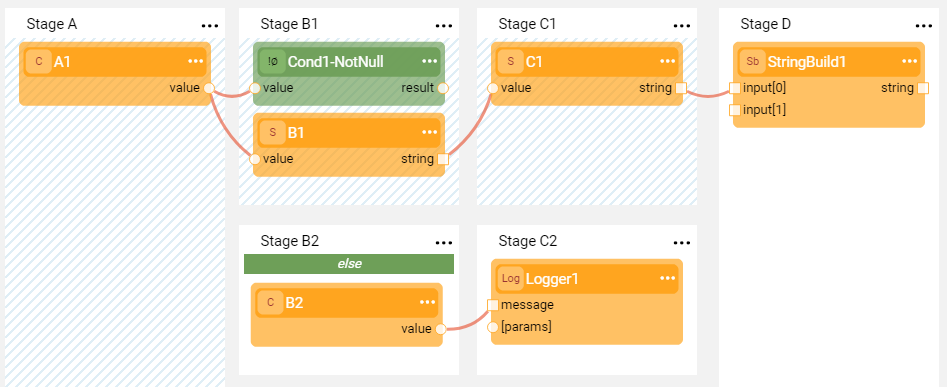 Stage A
C A1
value
Stage B1
!ø Cond1-NotNull
value result
S B1
value string
Stage C1
S C1
value string
Stage D
Sb StringBuild1
input[0] string
input[1]
Stage B2
else
C B2
value
Stage C2
Log Logger1
message
[params]